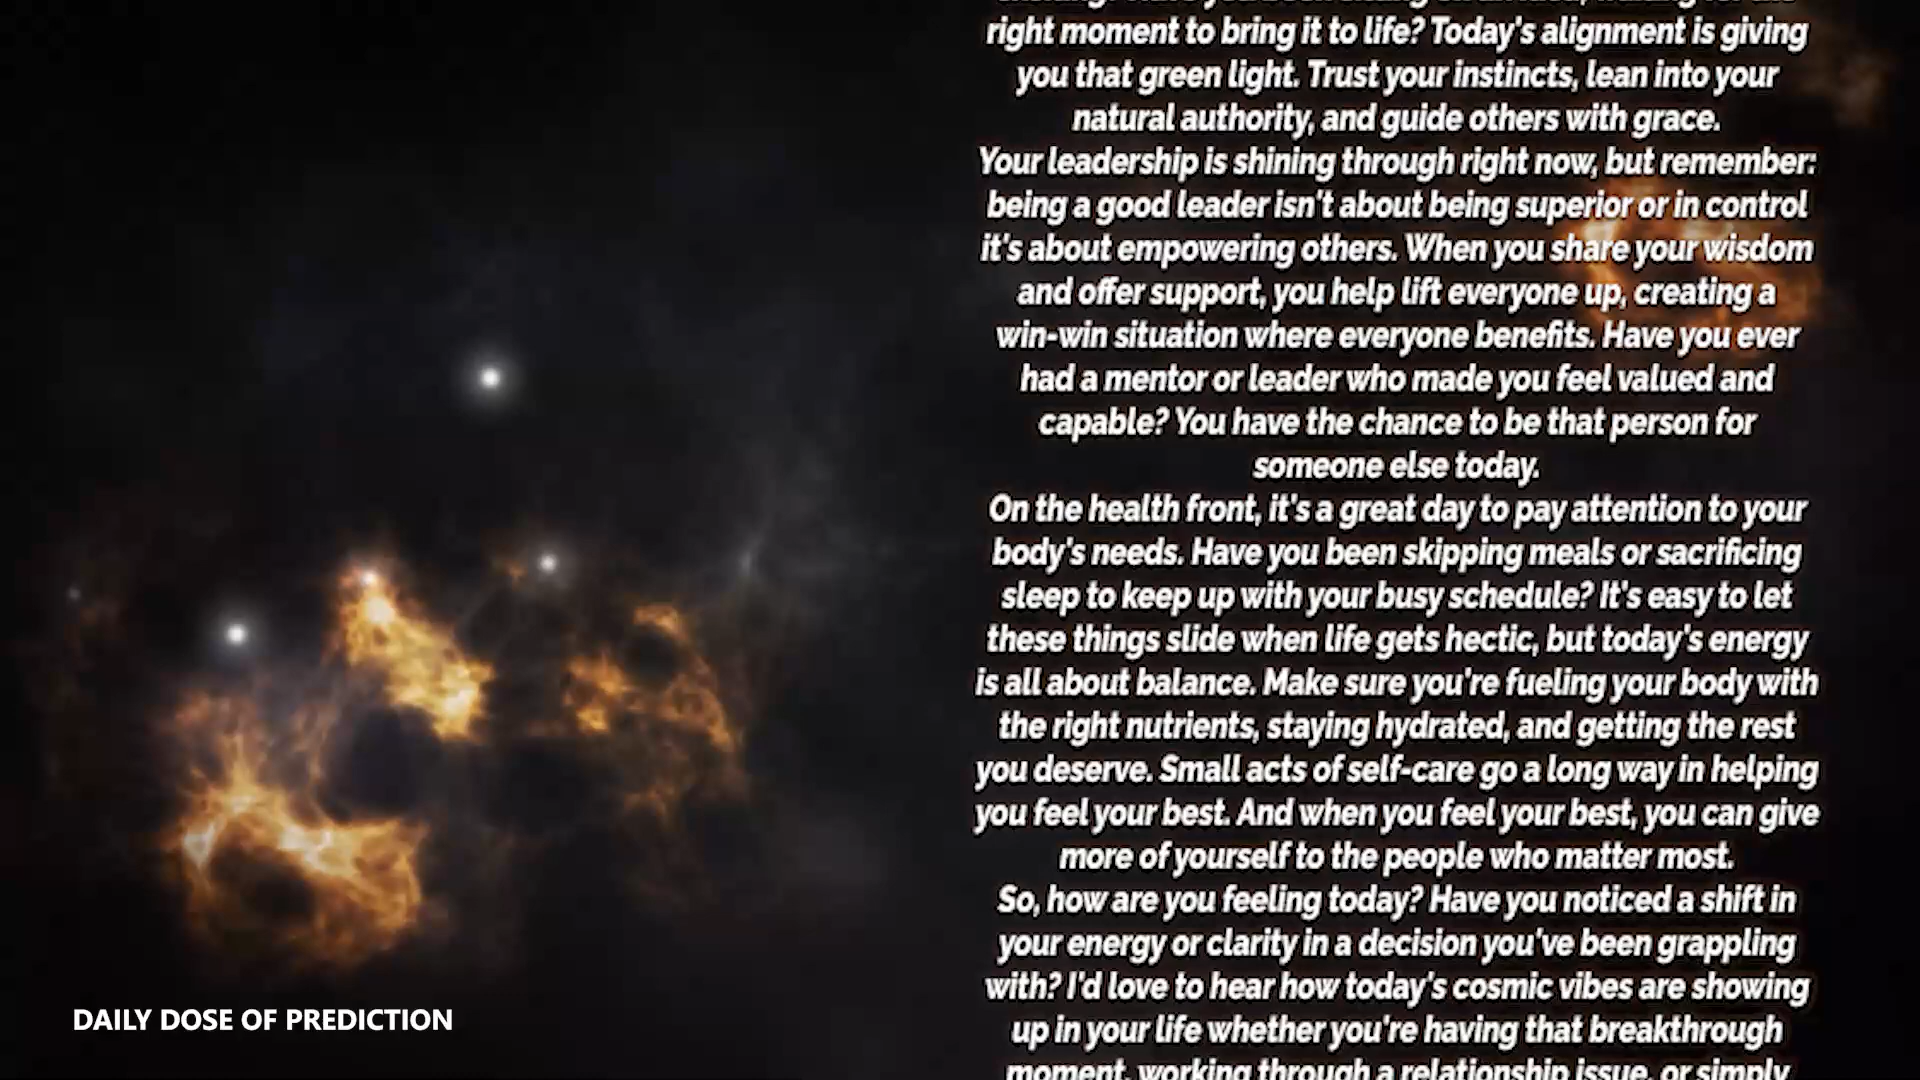 right moment to bring it to life? Today's alignment is giving
you that green light. Trust your instincts, lean into your
natural authority, and guide others with grace.
Your leadership is shining through right now, but remember:
being a good leader isn't about being superior or in control
it's about empowering others. When you share your wisdom
and offer support, you help lift everyone up, creating a
win-win situation where everyone benefits. Have you ever
had a mentor or leader who made you feel valued and
capable? You have the chance to be that person for
someone else today.
On the health front, it's a great day to pay attention to your
body's needs. Have you been skipping meals or sacrificing
sleep to keep up with your busy schedule? It's easy to let
these things slide when life gets hectic, but today's energy
is all about balance. Make sure you're fueling your body with
the right nutrients, staying hydrated, and getting the rest
you deserve. Small acts of self-care go a long way in helping
you feel your best. And when you feel your best, you can give
more of yourself to the people who matter most.
So, how are you feeling today? Have you noticed a shift in
your energy or clarity in a decision you've been grappling
with? I'd love to hear how today's cosmic vibes are showing
up in your life whether you're having that breakthrough
moment, working through a relationship issue, or simply
DAILY DOSE OF PREDICTION